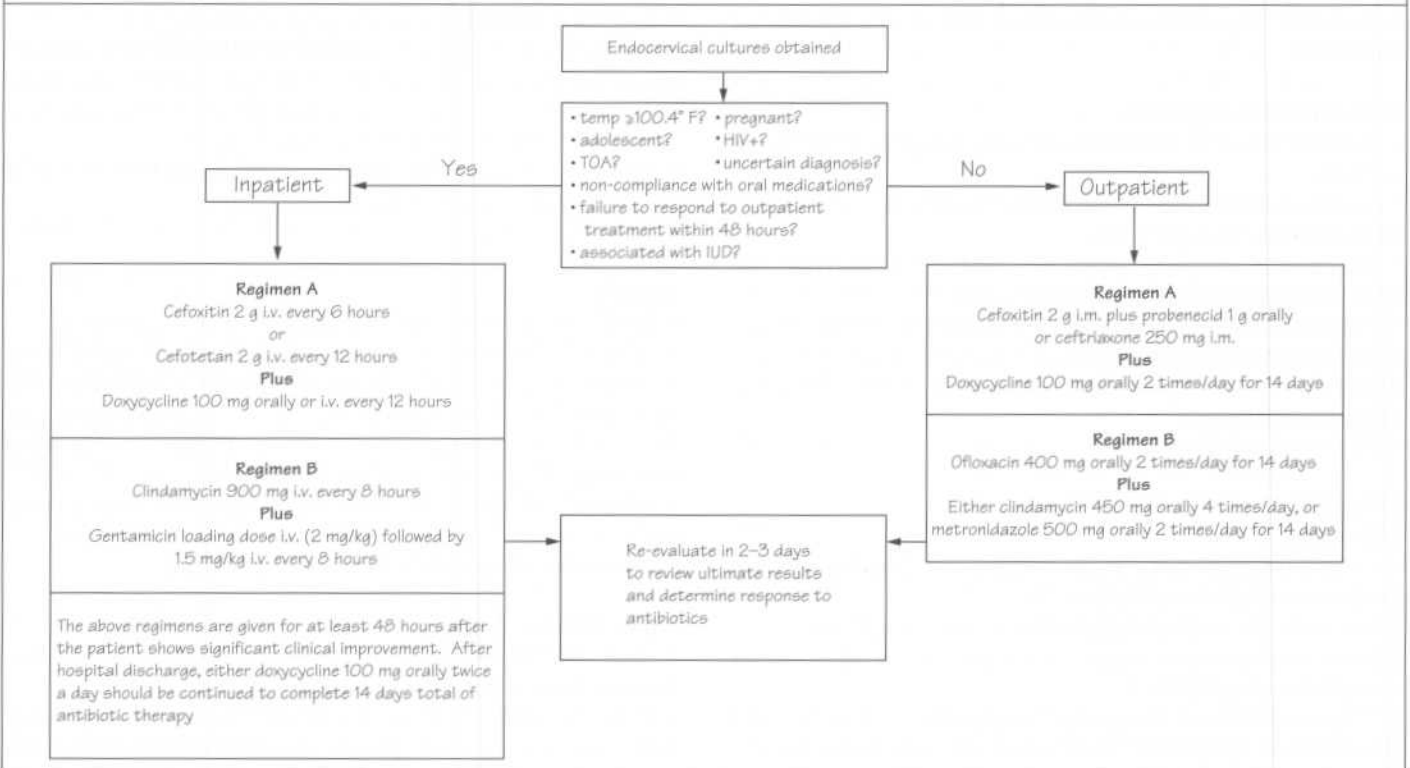 Endocervical cultures obtained
• temp ≥100.4° F? • pregnant?
• adolescent? • HIV+?
• TOA? • uncertain diagnosis?
• non-compliance with oral medications?
• failure to respond to outpatient
treatment within 48 hours?
• associated with IUD?
Yes
No
Inpatient
Outpatient
Regimen A
Cefoxitin 2 g i.v. every 6 hours
or
Cefotetan 2 g i.v. every 12 hours
Plus
Doxycycline 100 mg orally or i.v. every 12 hours
Regimen B
Clindamycin 900 mg i.v. every 8 hours
Plus
Gentamicin loading dose i.v. (2 mg/kg) followed by
1.5 mg/kg i.v. every 8 hours
The above regimens are given for at least 48 hours after
the patient shows significant clinical improvement. After
hospital discharge, either doxycycline 100 mg orally twice
a day should be continued to complete 14 days total of
antibiotic therapy
Regimen A
Cefoxitin 2 g i.m. plus probenecid 1 g orally
or ceftriaxone 250 mg i.m.
Plus
Doxycycline 100 mg orally 2 times/day for 14 days
Regimen B
Ofloxacin 400 mg orally 2 times/day for 14 days
Plus
Either clindamycin 450 mg orally 4 times/day, or
metronidazole 500 mg orally 2 times/day for 14 days
Re-evaluate in 2–3 days
to review ultimate results
and determine response to
antibiotics